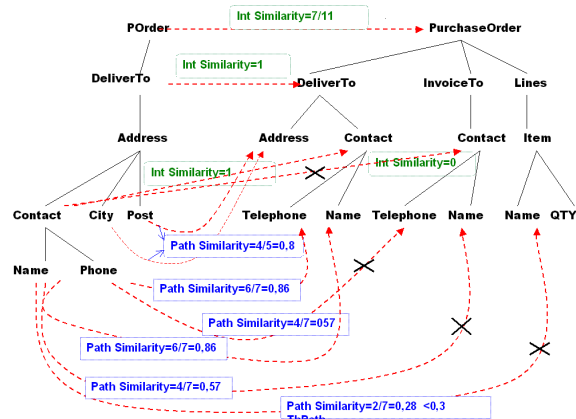 Int Similarity=7/11
POrder
PurchaseOrder
Int Similarity=1
DeliverTo
DeliverTo
InvoiceTo
Lines
Address
Address
Contact
Contact
Item
Int Similarity=1
Int Similarity=0
Contact
City
Post
Telephone
Name
Telephone
Name
Name
QTY
Path Similarity=4/5=0,8
Name
Phone
Path Similarity=6/7=0,86
Path Similarity=4/7=057
Path Similarity=6/7=0,86
Path Similarity=4/7=0,57
Path Similarity=2/7=0,28 <0,3
ThPath